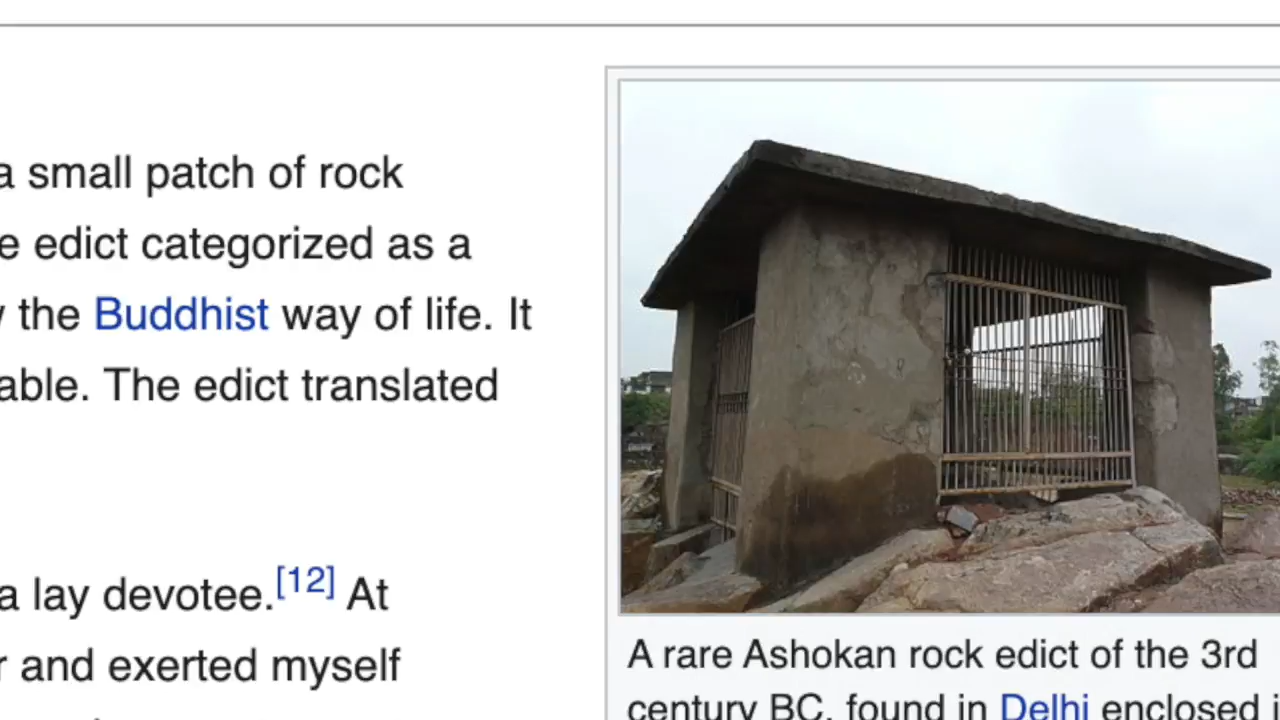 a small patch of rock
e edict categorized as a
the Buddhist way of life. It
able. The edict translated
a lay devotee.[12] At
r and exerted myself
A rare Ashokan rock edict of the 3rd
century BC, found in Delhi enclosed i